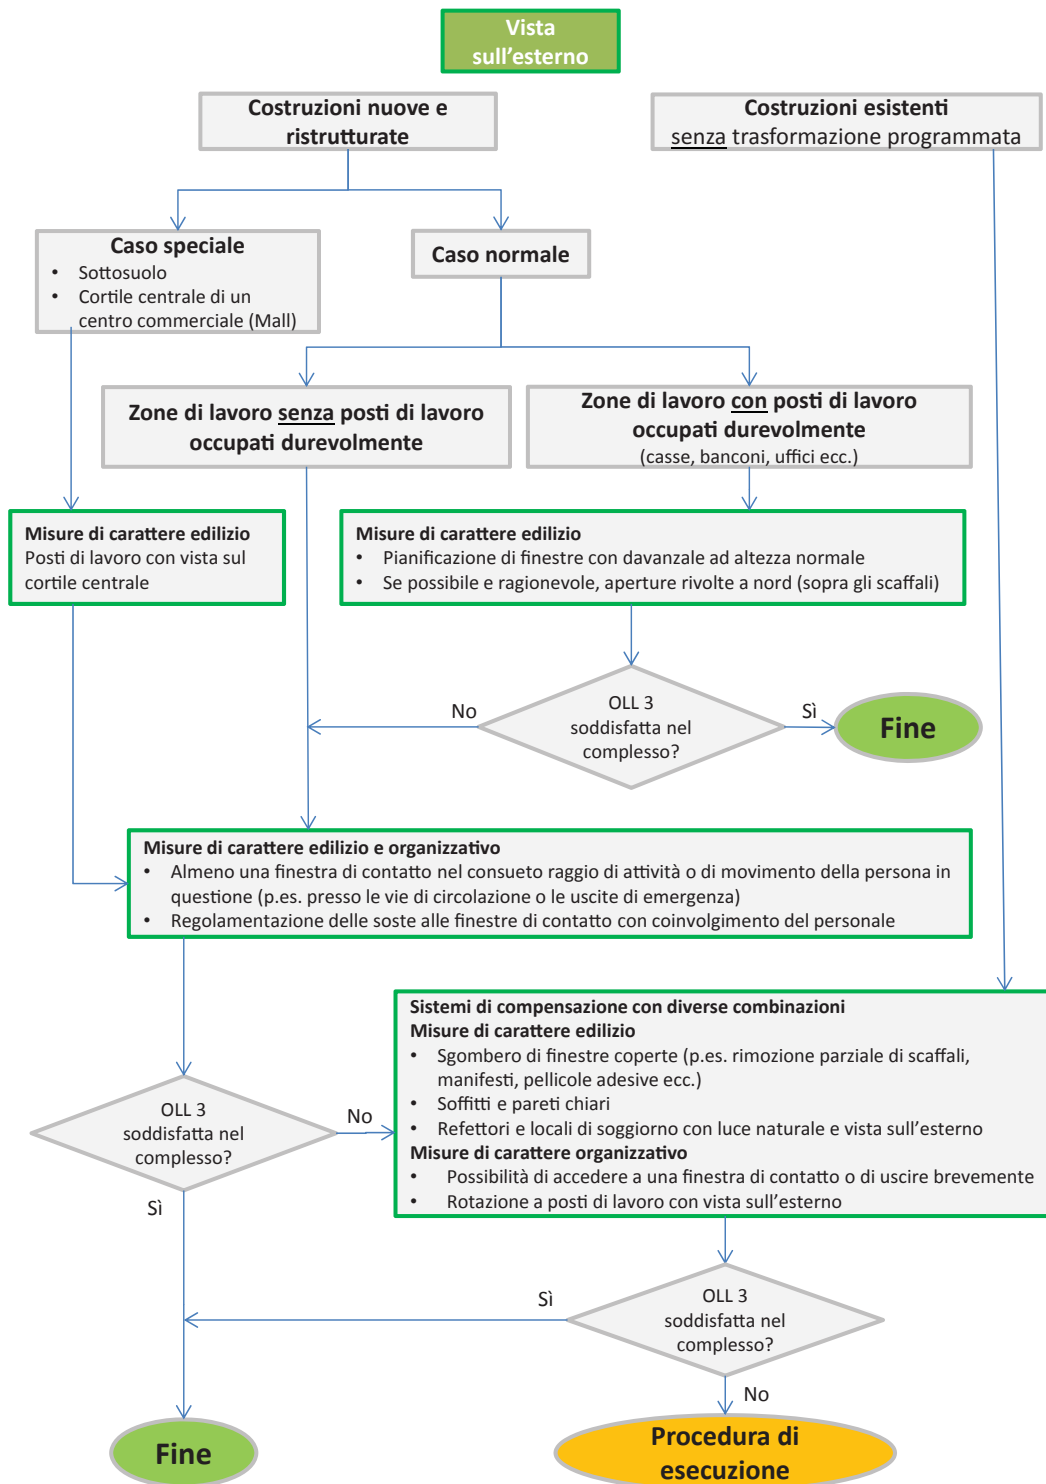 Vista
sull'esterno
Costruzioni nuove e
ristrutturate
Costruzioni esistenti
senza trasformazione programmata
Caso speciale
• Sottosuolo
• Cortile centrale di un
centro commerciale (Mall)
Caso normale
Zone di lavoro senza posti di lavoro
occupati durevolmente
Zone di lavoro con posti di lavoro
occupati durevolmente
(casse, banconi, uffici ecc.)
Misure di carattere edilizio
Posti di lavoro con vista sul
cortile centrale
Misure di carattere edilizio
• Pianificazione di finestre con davanzale ad altezza normale
• Se possibile e ragionevole, aperture rivolte a nord (sopra gli scaffali)
OLL 3
soddisfatta nel
complesso?
No
Sì
Fine
Misure di carattere edilizio e organizzativo
• Almeno una finestra di contatto nel consueto raggio di attività o di movimento della persona in
questione (p.es. presso le vie di circolazione o le uscite di emergenza)
• Regolamentazione delle soste alle finestre di contatto con coinvolgimento del personale
OLL 3
soddisfatta nel
complesso?
No
Sì
Sistemi di compensazione con diverse combinazioni
Misure di carattere edilizio
• Sgombero di finestre coperte (p.es. rimozione parziale di scaffali,
manifesti, pellicole adesive ecc.)
• Soffitti e pareti chiari
• Refettori e locali di soggiorno con luce naturale e vista sull'esterno
Misure di carattere organizzativo
• Possibilità di accedere a una finestra di contatto o di uscire brevemente
• Rotazione a posti di lavoro con vista sull'esterno
OLL 3
soddisfatta nel
complesso?
Sì
No
Fine
Procedura di
esecuzione